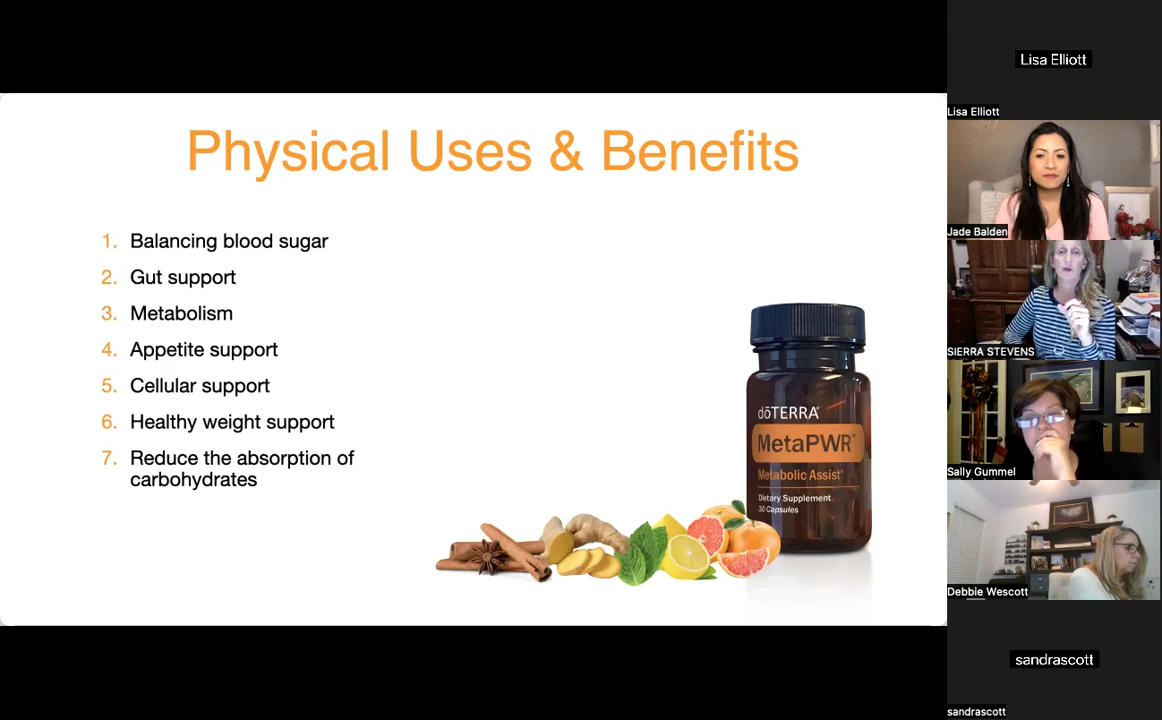 Physical Uses & Benefits
1. Balancing blood sugar
2. Gut support
3. Metabolism
4. Appetite support
5. Cellular support
6. Healthy weight support
7. Reduce the absorption of
carbohydrates
dōTERRA®
MetaPWR™
Metabolic Assist*
Dietary Supplement
30 Capsules
Lisa Elliott
Lisa Elliott
Jade Balden
SIERRA STEVENS
Sally Gummel
Debbie Wescott
sandrascott
sandrascott